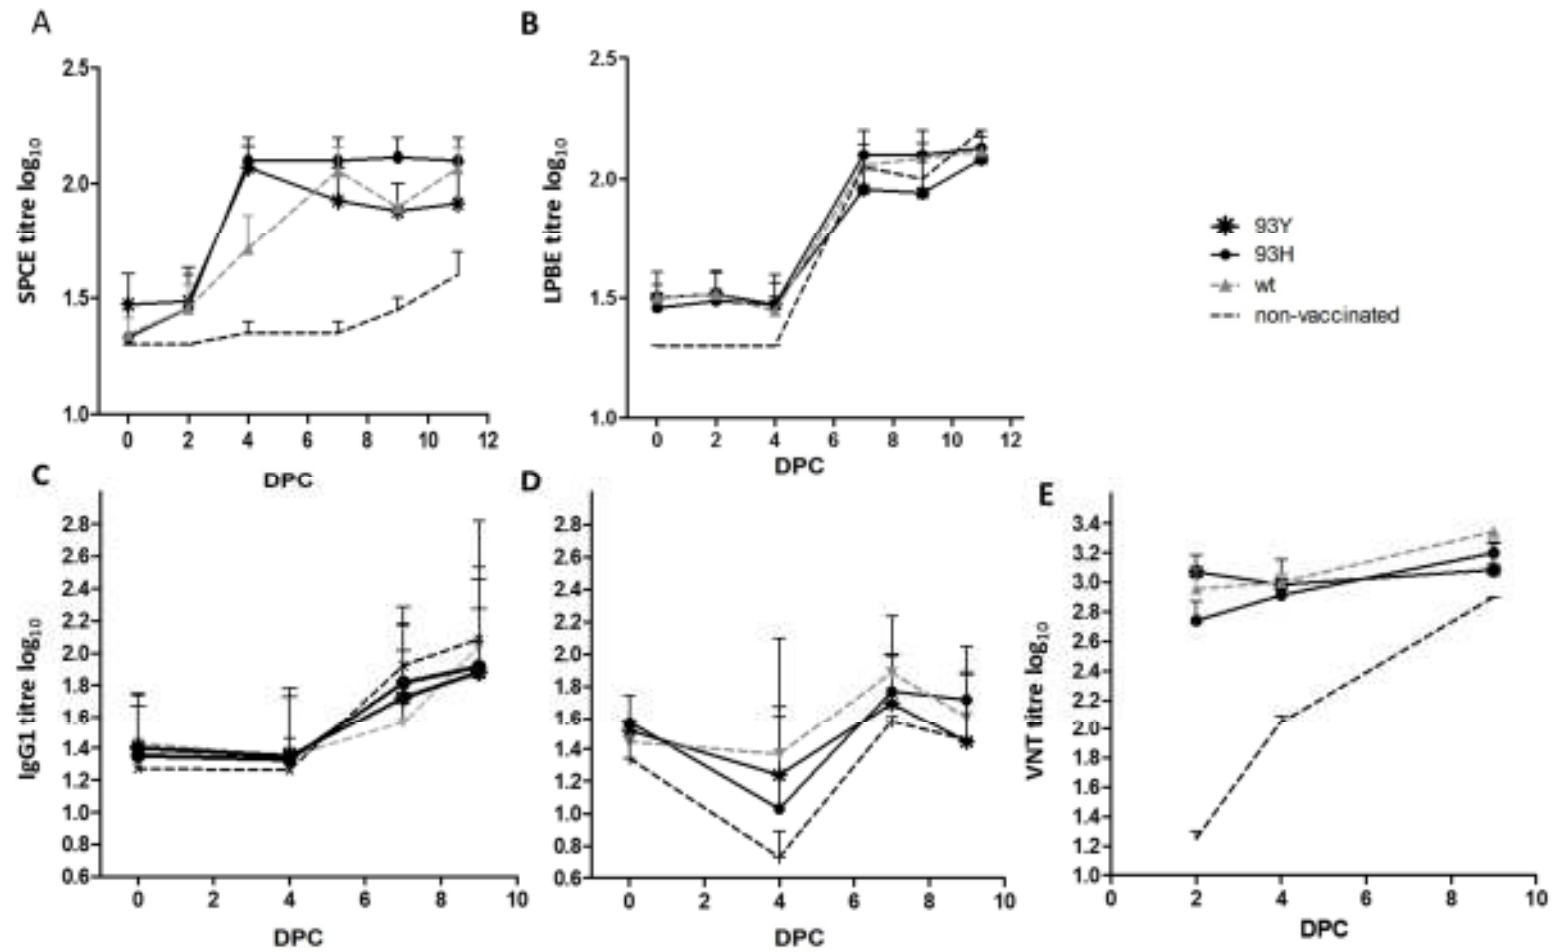 A
SPCE titre log10
2.5
2.0
1.5
1.0
0 2 4 6 8 10 12
DPC
B
LPBE titre log10
2.5
2.0
1.5
1.0
0 2 4 6 8 10 12
DPC
93Y
93H
wt
non-vaccinated
C
IgG1 titre log10
2.8
2.6
2.4
2.2
2.0
1.8
1.6
1.4
1.2
1.0
0.8
0.6
0 2 4 6 8 10
DPC
D
2.8
2.6
2.4
2.2
2.0
1.8
1.6
1.4
1.2
1.0
0.8
0.6
0 2 4 6 8 10
DPC
E
VNT titre log10
3.4
3.2
3.0
2.8
2.6
2.4
2.2
2.0
1.8
1.6
1.4
1.2
1.0
0 2 4 6 8 10
DPC